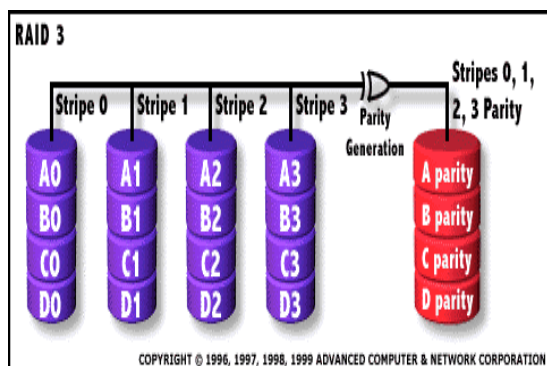 RAID 3
Stripe 0 Stripe 1 Stripe 2 Stripe 3
Parity
Generation
Stripes 0, 1,
2, 3 Parity
A0 A1 A2 A3 A parity
B0 B1 B2 B3 B parity
C0 C1 C2 C3 C parity
D0 D1 D2 D3 D parity
COPYRIGHT © 1996, 1997, 1998, 1999 ADVANCED COMPUTER & NETWORK CORPORATION